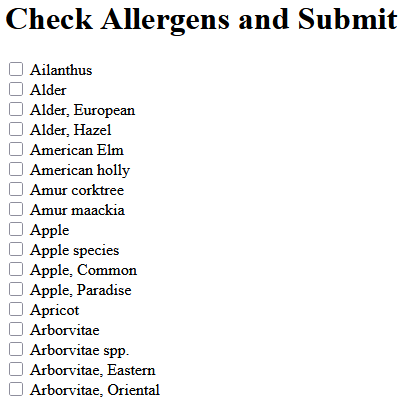 Check Allergens and Submit
Ailanthus
Alder
Alder, European
Alder, Hazel
American Elm
American holly
Amur corktree
Amur maackia
Apple
Apple species
Apple, Common
Apple, Paradise
Apricot
Arborvitae
Arborvitae spp.
Arborvitae, Eastern
Arborvitae, Oriental